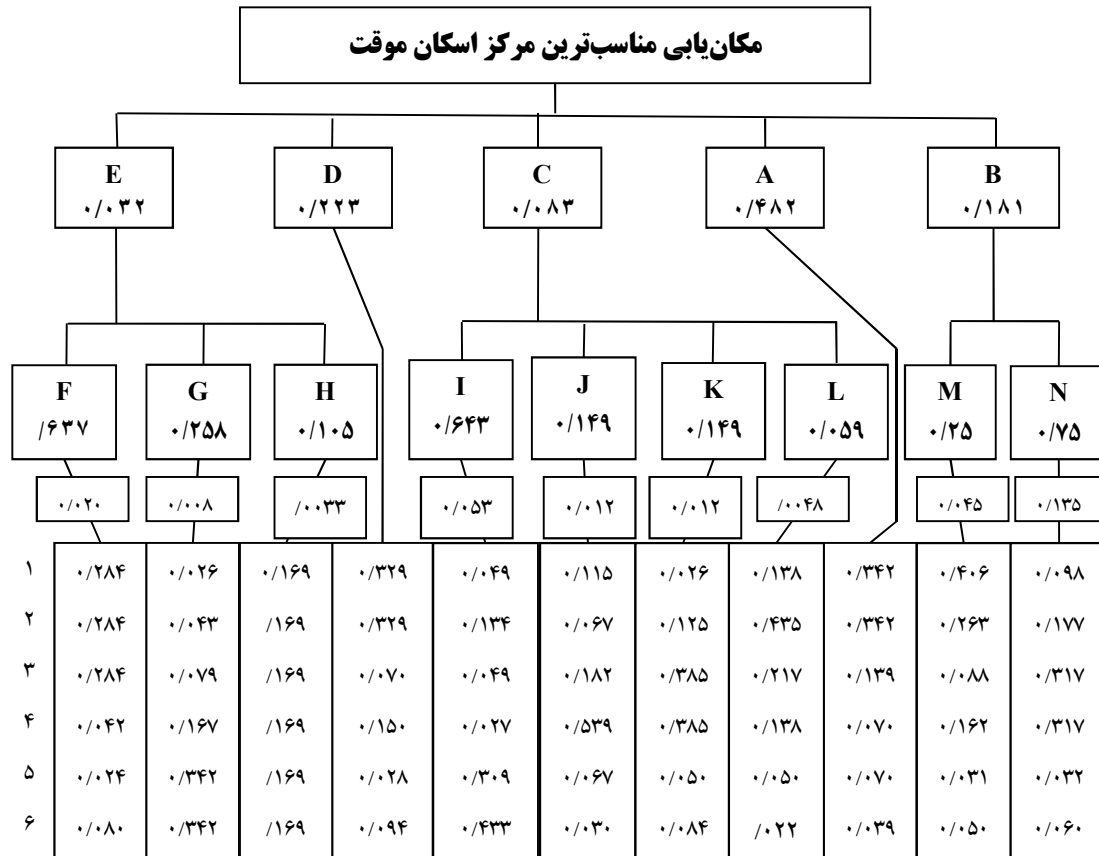 مکان‌یابی مناسب‌ترین مرکز اسکان موقت
E D C A B
۰/۰۳۲ ۰/۲۲۳ ۰/۰۸۳ ۰/۴۸۲ ۰/۱۸۱
F G H I J K L M N
/۶۳۷ ۰/۲۵۸ ۰/۱۰۵ ۰/۶۴۳ ۰/۱۴۹ ۰/۱۴۹ ۰/۰۵۹ ۰/۲۵ ۰/۷۵
۰/۰۲۰ ۰/۰۰۸ /۰۰۳۳ ۰/۰۵۳ ۰/۰۱۲ ۰/۰۱۲ /۰۰۴۸ ۰/۰۴۵ ۰/۱۳۵
۱ ۰/۲۸۴ ۰/۰۲۶ ۰/۱۶۹ ۰/۳۲۹ ۰/۰۴۹ ۰/۱۱۵ ۰/۰۲۶ ۰/۱۳۸ ۰/۳۴۲ ۰/۴۰۶ ۰/۰۹۸
۲ ۰/۲۸۴ ۰/۰۴۳ /۱۶۹ ۰/۳۲۹ ۰/۱۳۴ ۰/۰۶۷ ۰/۱۲۵ ۰/۴۳۵ ۰/۳۴۲ ۰/۲۶۳ ۰/۱۷۷
۳ ۰/۲۸۴ ۰/۰۷۹ /۱۶۹ ۰/۰۷۰ ۰/۰۴۹ ۰/۱۸۲ ۰/۳۸۵ ۰/۲۱۷ ۰/۱۳۹ ۰/۰۸۸ ۰/۳۱۷
۴ ۰/۰۴۲ ۰/۱۶۷ /۱۶۹ ۰/۱۵۰ ۰/۰۲۷ ۰/۵۳۹ ۰/۳۸۵ ۰/۱۳۸ ۰/۰۷۰ ۰/۱۶۲ ۰/۳۱۷
۵ ۰/۰۲۴ ۰/۳۴۲ /۱۶۹ ۰/۰۲۸ ۰/۳۰۹ ۰/۰۶۷ ۰/۰۵۰ ۰/۰۵۰ ۰/۰۷۰ ۰/۰۳۱ ۰/۰۳۲
۶ ۰/۰۸۰ ۰/۳۴۲ /۱۶۹ ۰/۰۹۴ ۰/۴۳۳ ۰/۰۳۰ ۰/۰۸۴ /۰۲۲ ۰/۰۳۹ ۰/۰۵۰ ۰/۰۶۰